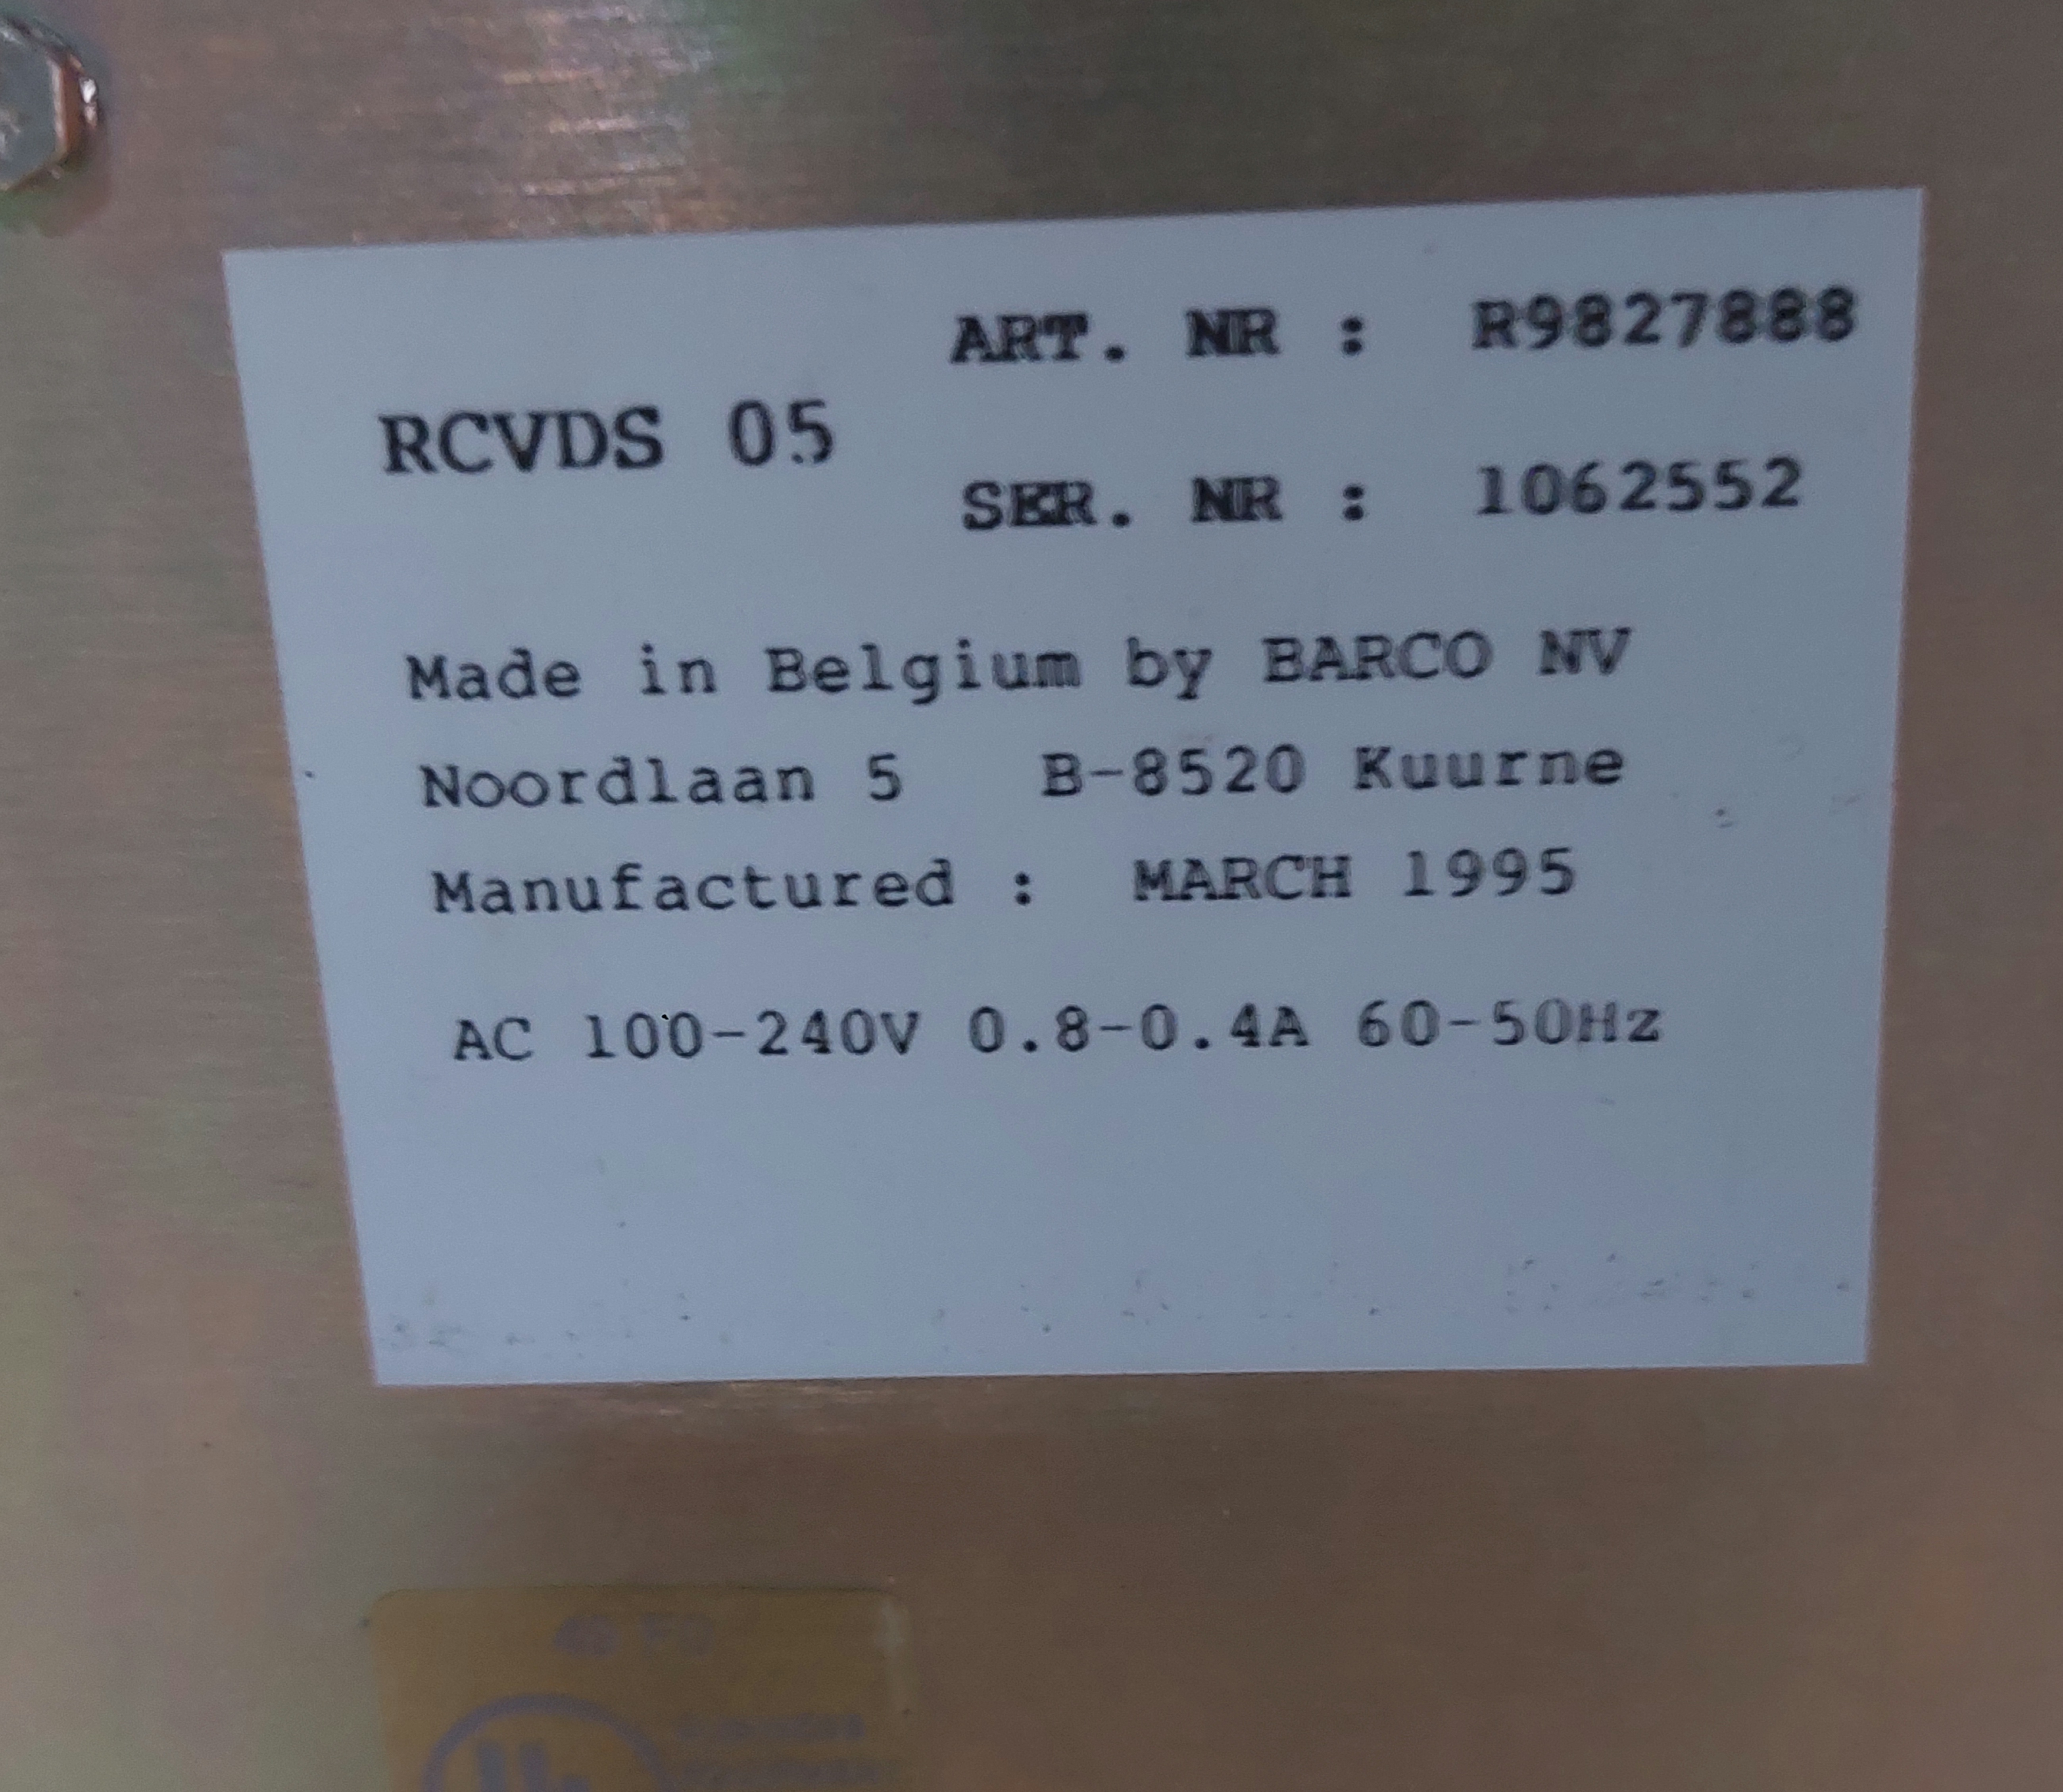 ART. NR : R9827888
RCVDS 05
SER. NR : 1062552
Made in Belgium by BARCO NV
Noordlaan 5 B-8520 Kuurne
Manufactured : MARCH 1995
AC 100-240V 0.8-0.4A 60-50Hz